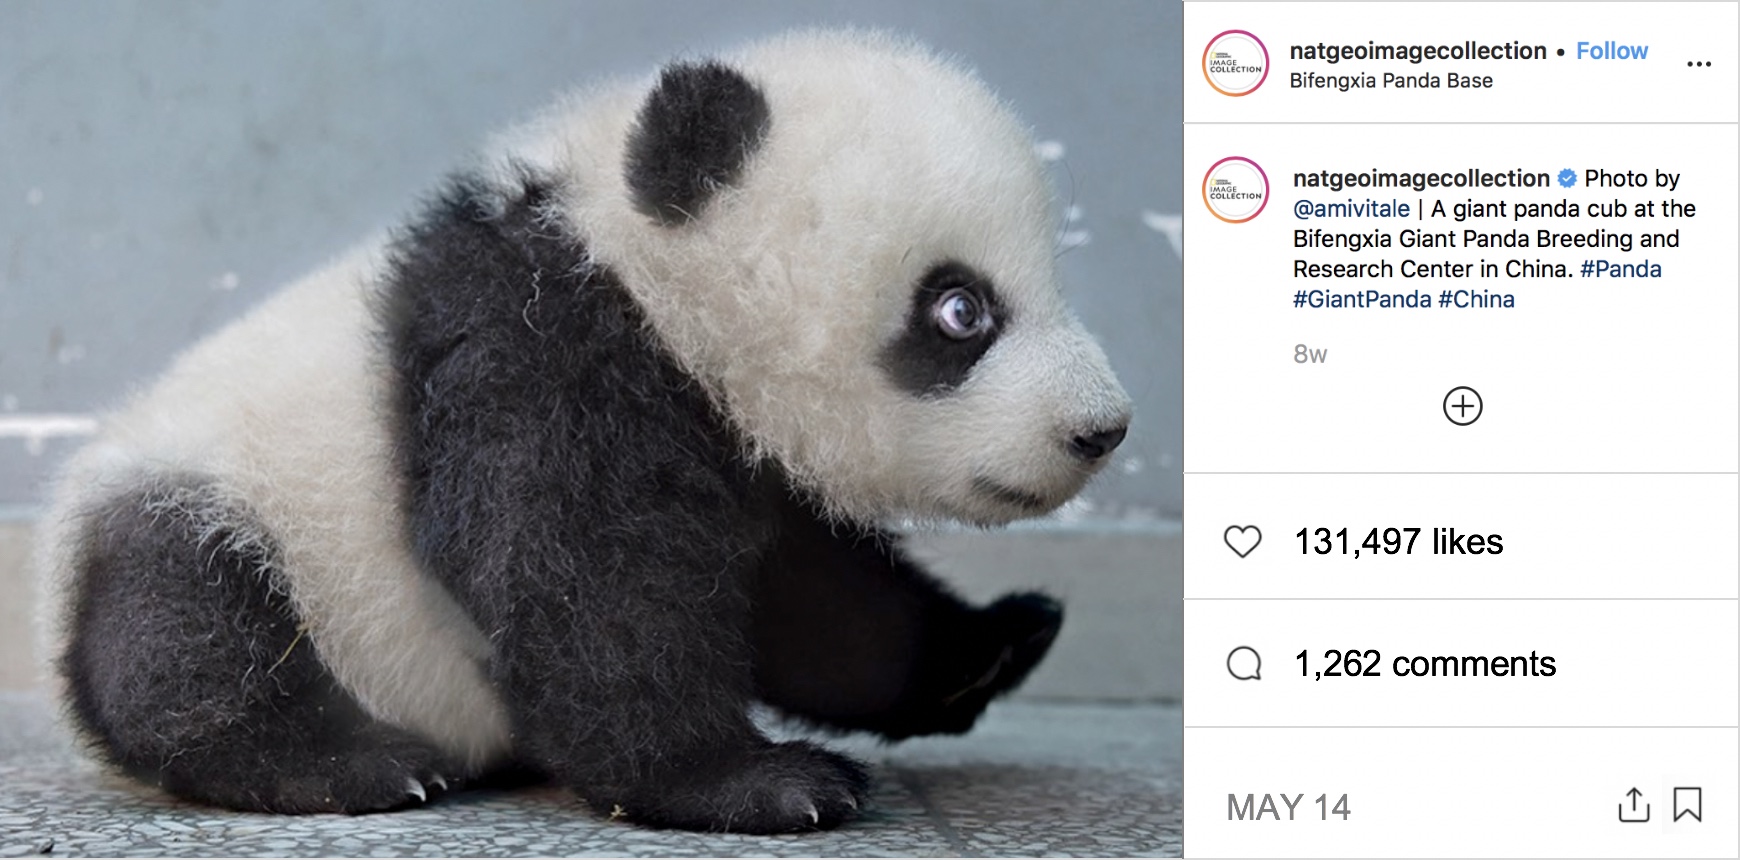 natgeoimagecollection • Follow
Bifengxia Panda Base
IMAGE
COLLECTION
IMAGE
COLLECTION
natgeoimagecollection Photo by
@amivitale | A giant panda cub at the
Bifengxia Giant Panda Breeding and
Research Center in China. #Panda
#GiantPanda #China
8w
131,497 likes
1,262 comments
MAY 14